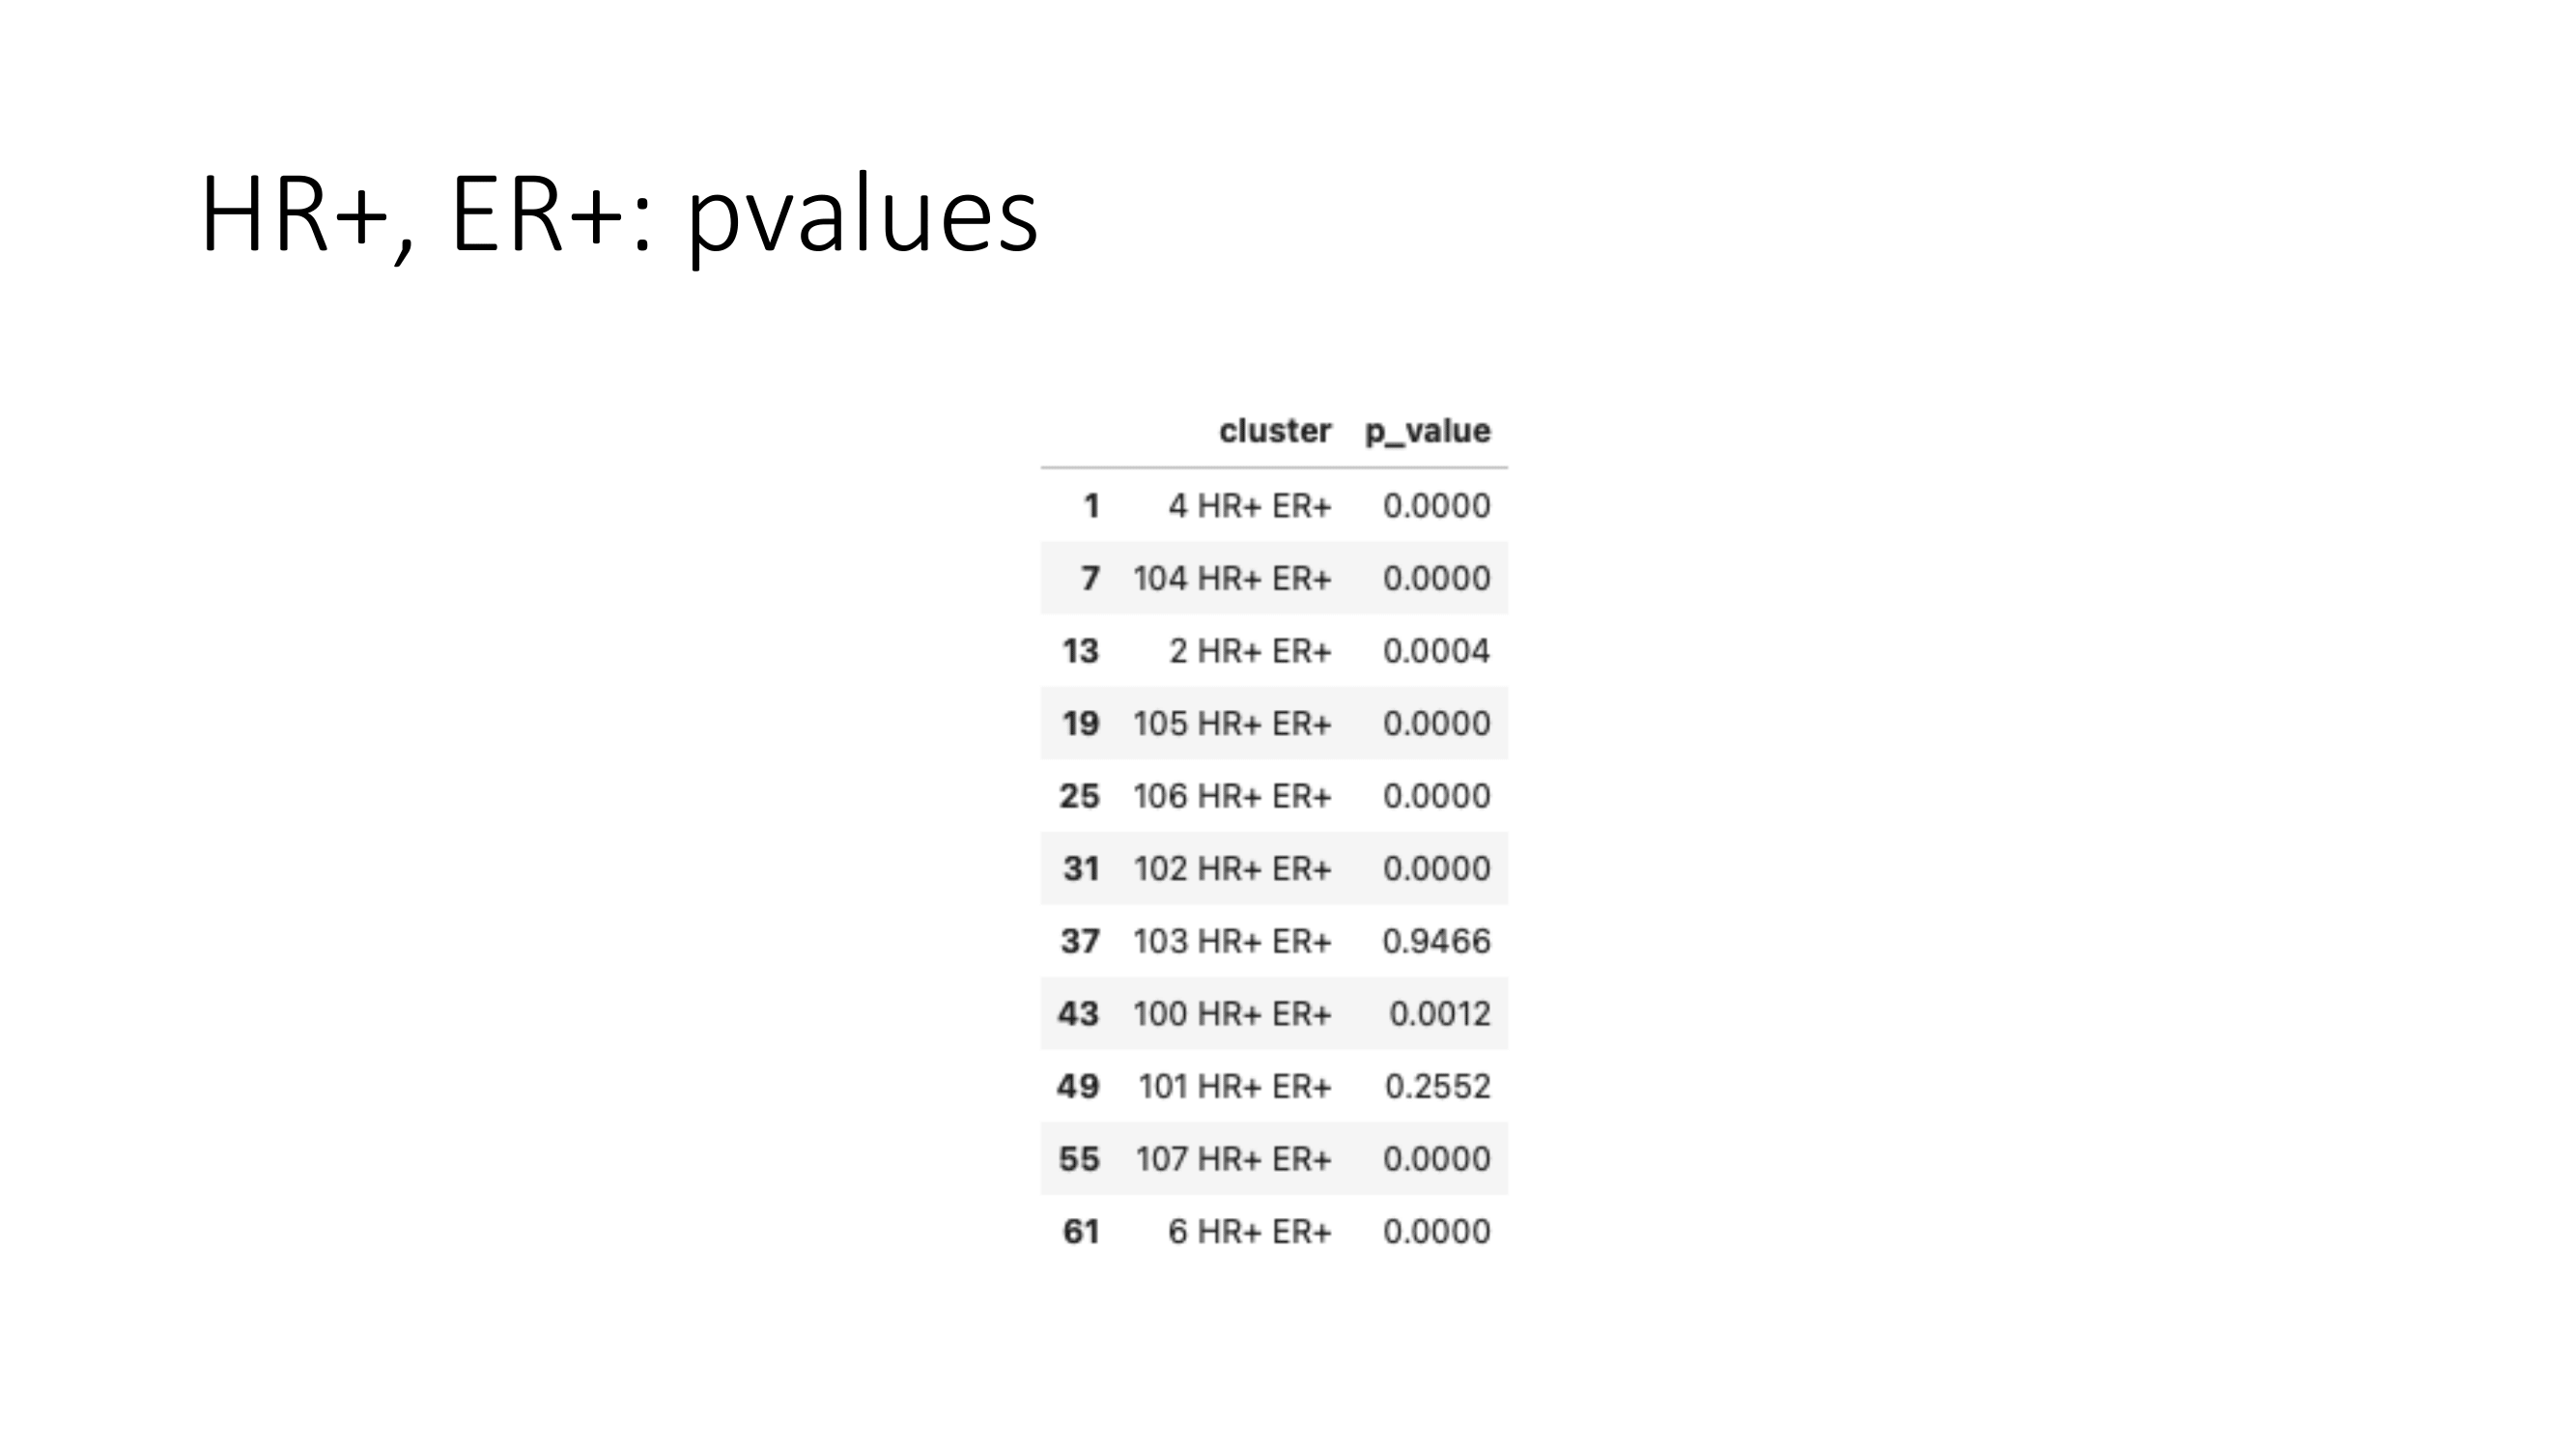 HR+, ER+: pvalues
cluster p_value
1 4 HR+ ER+ 0.0000
7 104 HR+ ER+ 0.0000
13 2 HR+ ER+ 0.0004
19 105 HR+ ER+ 0.0000
25 106 HR+ ER+ 0.0000
31 102 HR+ ER+ 0.0000
37 103 HR+ ER+ 0.9466
43 100 HR+ ER+ 0.0012
49 101 HR+ ER+ 0.2552
55 107 HR+ ER+ 0.0000
61 6 HR+ ER+ 0.0000